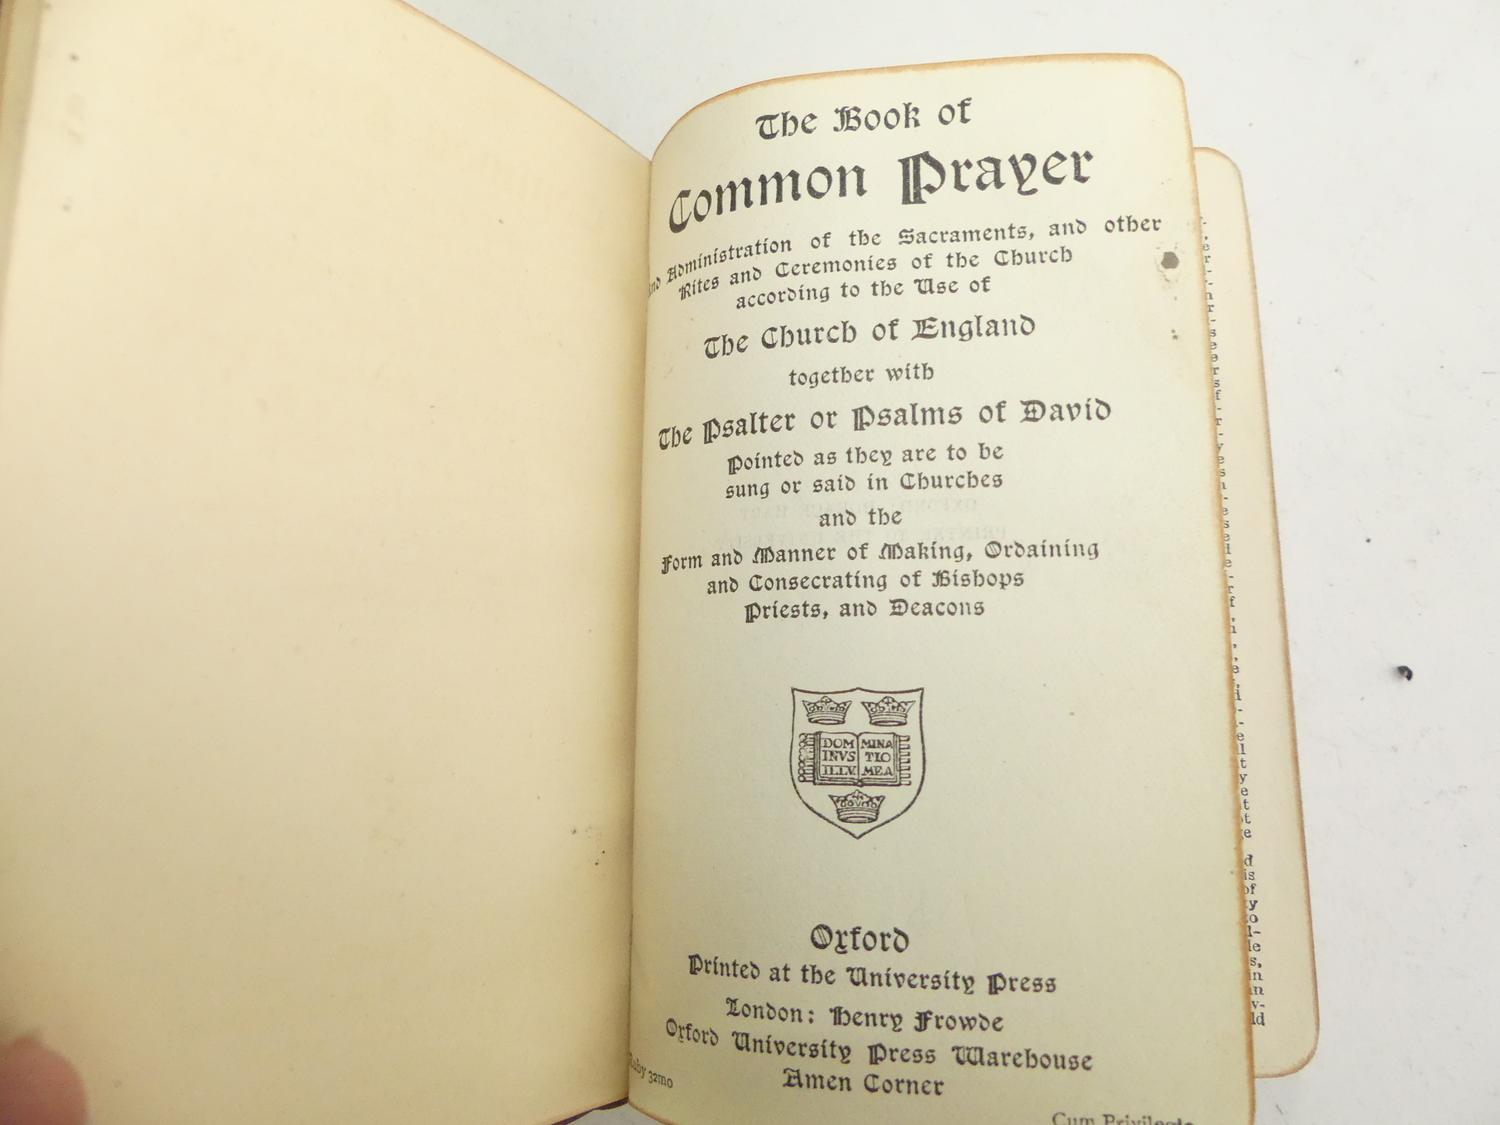 The Book of
Common Prayer
and Administration of the Sacraments, and other
Rites and Ceremonies of the Church
according to the Use of
The Church of England
together with
The Psalter or Psalms of David
Pointed as they are to be
sung or said in Churches
and the
Form and Manner of Making, Ordaining
and Consecrating of Bishops
Priests, and Deacons
DOM MINA
INVS TIO
ILLV MEA
Oxford
Printed at the University Press
London: Henry Frowde
Oxford University Press Warehouse
Amen Corner
Ruby 32mo
Cum Privilegio